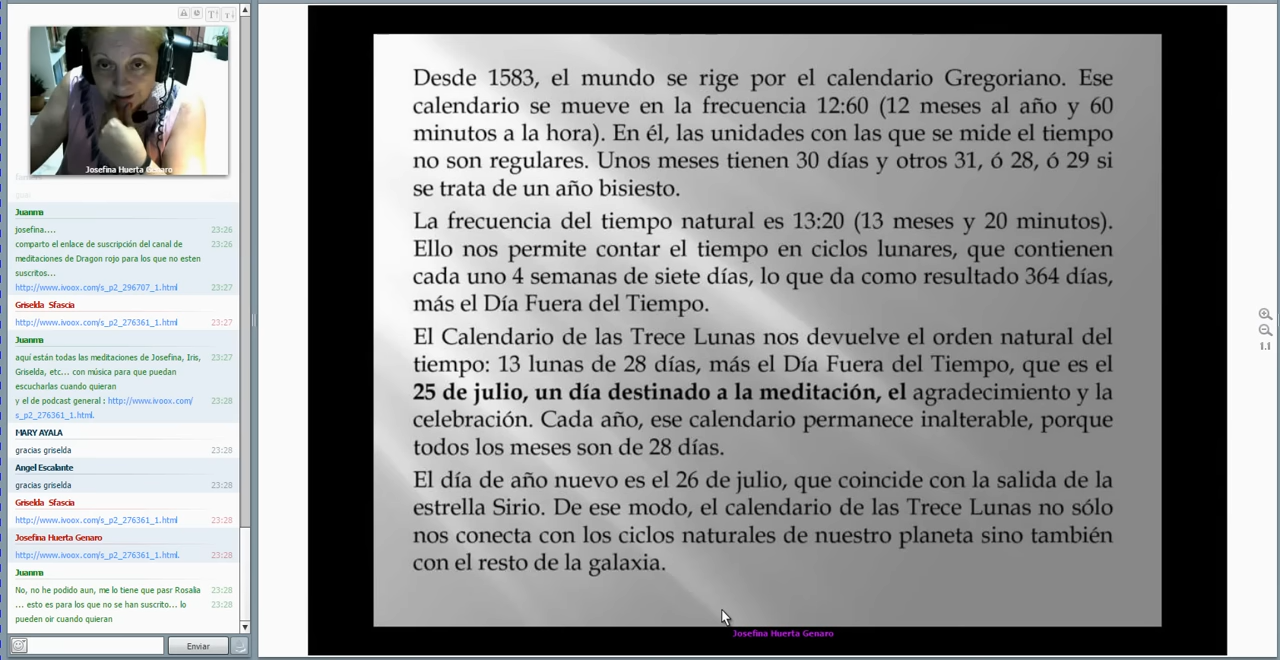 Josefina Huerta Genaro
Juanma
josefina.... 23:26
comparto el enlace de suscripción del canal de 23:26
meditaciones de Dragon rojo para los que no esten
suscritos...
http://www.ivoox.com/s_p2_296707_1.html 23:27
Griselda Sfascia
http://www.ivoox.com/s_p2_276361_1.html 23:27
Juanma
aquí están todas las meditaciones de Josefina, Iris, 23:27
Griselda, etc... con música para que puedan
escucharlas cuando quieran
y el de podcast general : http://www.ivoox.com/ 23:28
s_p2_276361_1.html.
MARY AYALA
gracias griselda 23:28
Angel Escalante
gracias griselda 23:28
Griselda Sfascia
http://www.ivoox.com/s_p2_276361_1.html 23:28
Josefina Huerta Genaro
http://www.ivoox.com/s_p2_276361_1.html. 23:28
Juanma
No, no he podido aun, me lo tiene que pasr Rosalia 23:28
... esto es para los que no se han suscrito... lo 23:28
pueden oir cuando quieran
Enviar
Desde 1583, el mundo se rige por el calendario Gregoriano. Ese
calendario se mueve en la frecuencia 12:60 (12 meses al año y 60
minutos a la hora). En él, las unidades con las que se mide el tiempo
no son regulares. Unos meses tienen 30 días y otros 31, ó 28, ó 29 si
se trata de un año bisiesto.
La frecuencia del tiempo natural es 13:20 (13 meses y 20 minutos).
Ello nos permite contar el tiempo en ciclos lunares, que contienen
cada uno 4 semanas de siete días, lo que da como resultado 364 días,
más el Día Fuera del Tiempo.
El Calendario de las Trece Lunas nos devuelve el orden natural del
tiempo: 13 lunas de 28 días, más el Día Fuera del Tiempo, que es el
25 de julio, un día destinado a la meditación, el agradecimiento y la
celebración. Cada año, ese calendario permanece inalterable, porque
todos los meses son de 28 días.
El día de año nuevo es el 26 de julio, que coincide con la salida de la
estrella Sirio. De ese modo, el calendario de las Trece Lunas no sólo
nos conecta con los ciclos naturales de nuestro planeta sino también
con el resto de la galaxia.
Josefina Huerta Genaro
1:1